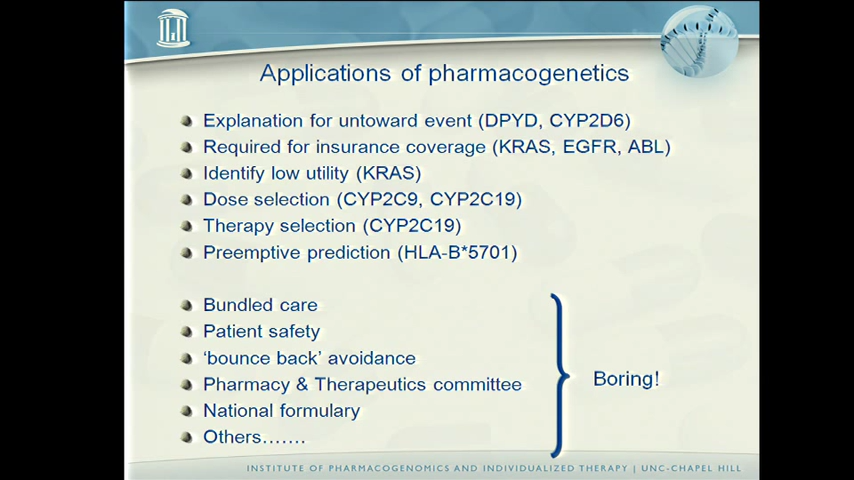 Applications of pharmacogenetics
Explanation for untoward event (DPYD, CYP2D6)
Required for insurance coverage (KRAS, EGFR, ABL)
Identify low utility (KRAS)
Dose selection (CYP2C9, CYP2C19)
Therapy selection (CYP2C19)
Preemptive prediction (HLA-B*5701)
Bundled care
Patient safety
‘bounce back’ avoidance
Pharmacy & Therapeutics committee
National formulary
Others…….
Boring!
INSTITUTE OF PHARMACOGENOMICS AND INDIVIDUALIZED THERAPY | UNC-CHAPEL HILL